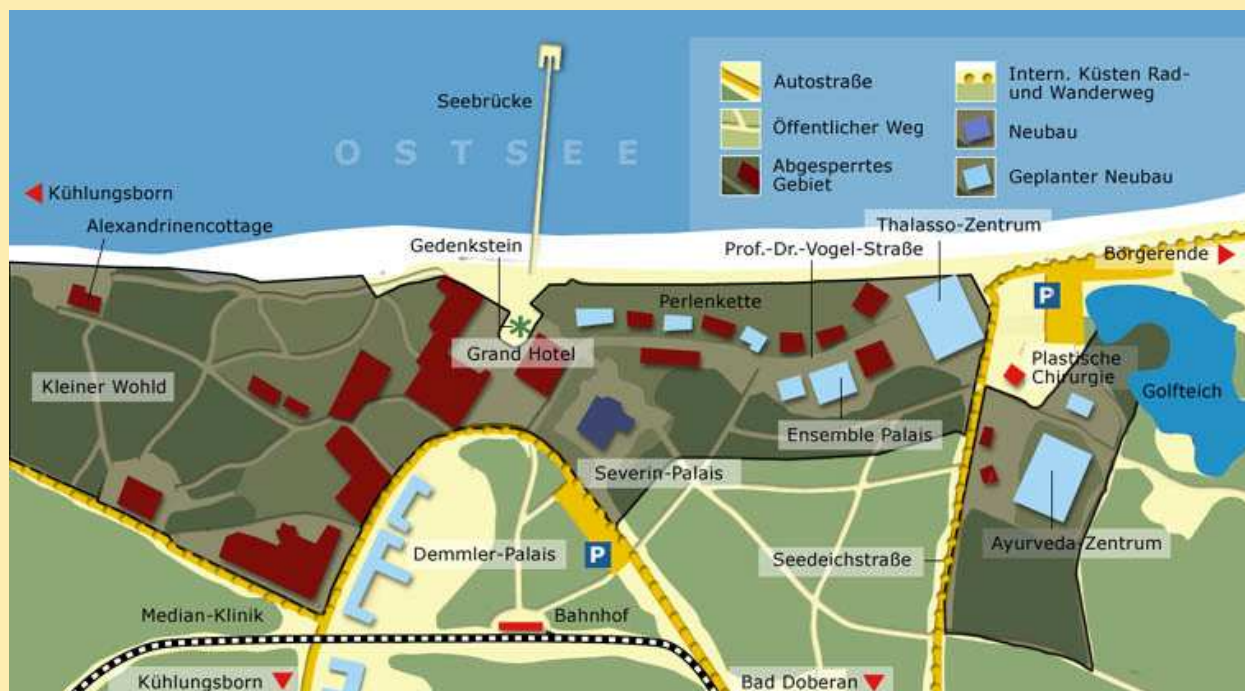 Seebrücke
OSTSEE
Autostraße
Öffentlicher Weg
Abgesperrtes
Gebiet
Intern. Küsten Rad-
und Wanderweg
Neubau
Geplanter Neubau
Kühlungsborn
Alexandrinencottage
Gedenkstein
Thalasso-Zentrum
Prof.-Dr.-Vogel-Straße
Börgerende
Perlenkette
P
Grand Hotel
Kleiner Wohld
Plastische
Chirurgie
Golfteich
Ensemble Palais
Severin-Palais
Demmler-Palais
P
Ayurveda-Zentrum
Seedeichstraße
Median-Klinik
Bahnhof
Kühlungsborn
Bad Doberan